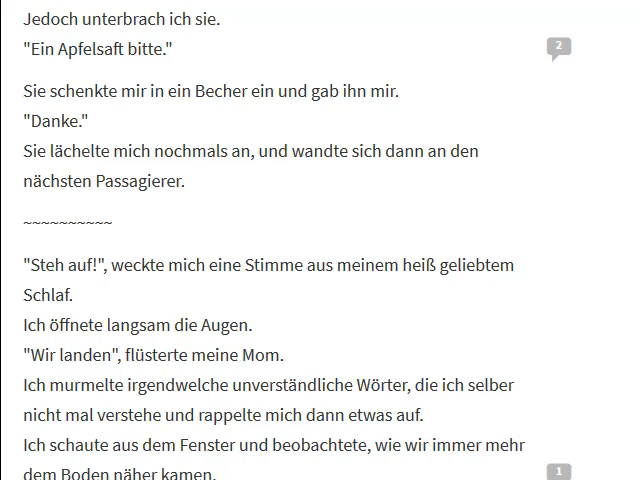 Jedoch unterbrach ich sie.
"Ein Apfelsaft bitte."
2
Sie schenkte mir in ein Becher ein und gab ihn mir.
"Danke."
Sie lächelte mich nochmals an, und wandte sich dann an den
nächsten Passagierer.
~~~~~~~~~~
"Steh auf!", weckte mich eine Stimme aus meinem heiß geliebtem
Schlaf.
Ich öffnete langsam die Augen.
"Wir landen", flüsterte meine Mom.
Ich murmelte irgendwelche unverständliche Wörter, die ich selber
nicht mal verstehe und rappelte mich dann etwas auf.
Ich schaute aus dem Fenster und beobachtete, wie wir immer mehr
dem Boden näher kamen.
1